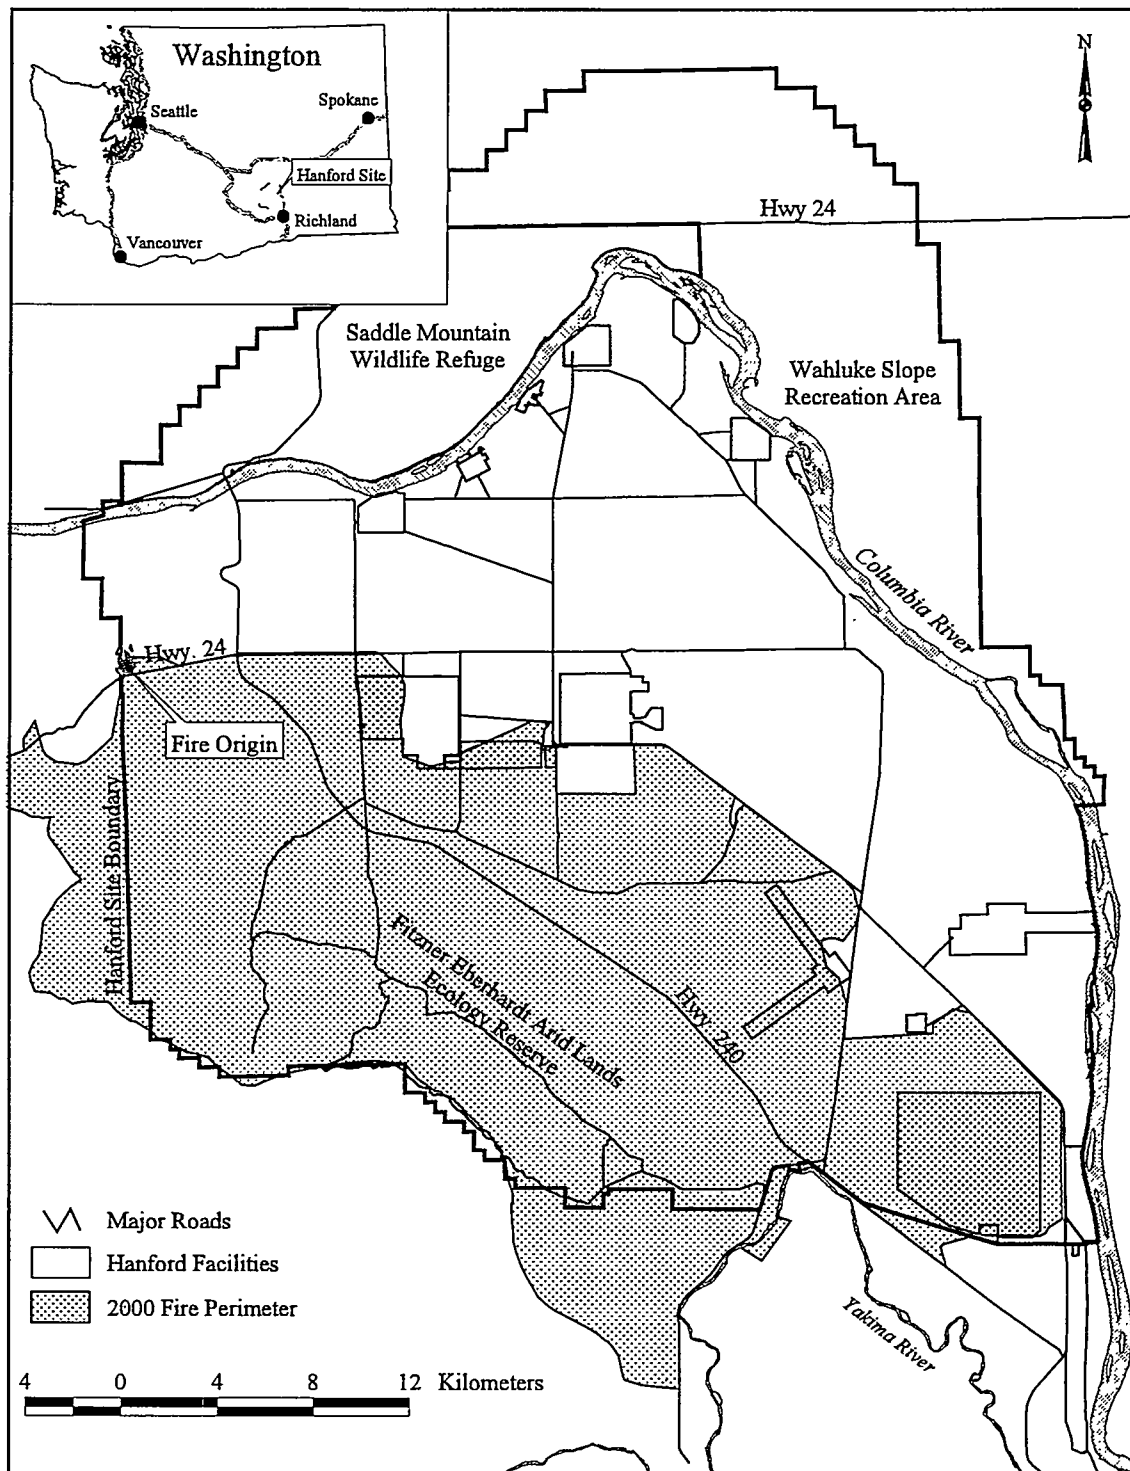 Washington
Seattle
Spokane
Hanford Site
Richland
Vancouver
N
Hwy 24
Saddle Mountain
Wildlife Refuge
Wahluke Slope
Recreation Area
Columbia River
Hwy. 24
Fire Origin
Hanford Site Boundary
Fitzner Eberhardt Arid Lands
Ecology Reserve
Hwy 240
Yakima River
Major Roads
Hanford Facilities
2000 Fire Perimeter
4 0 4 8 12 Kilometers